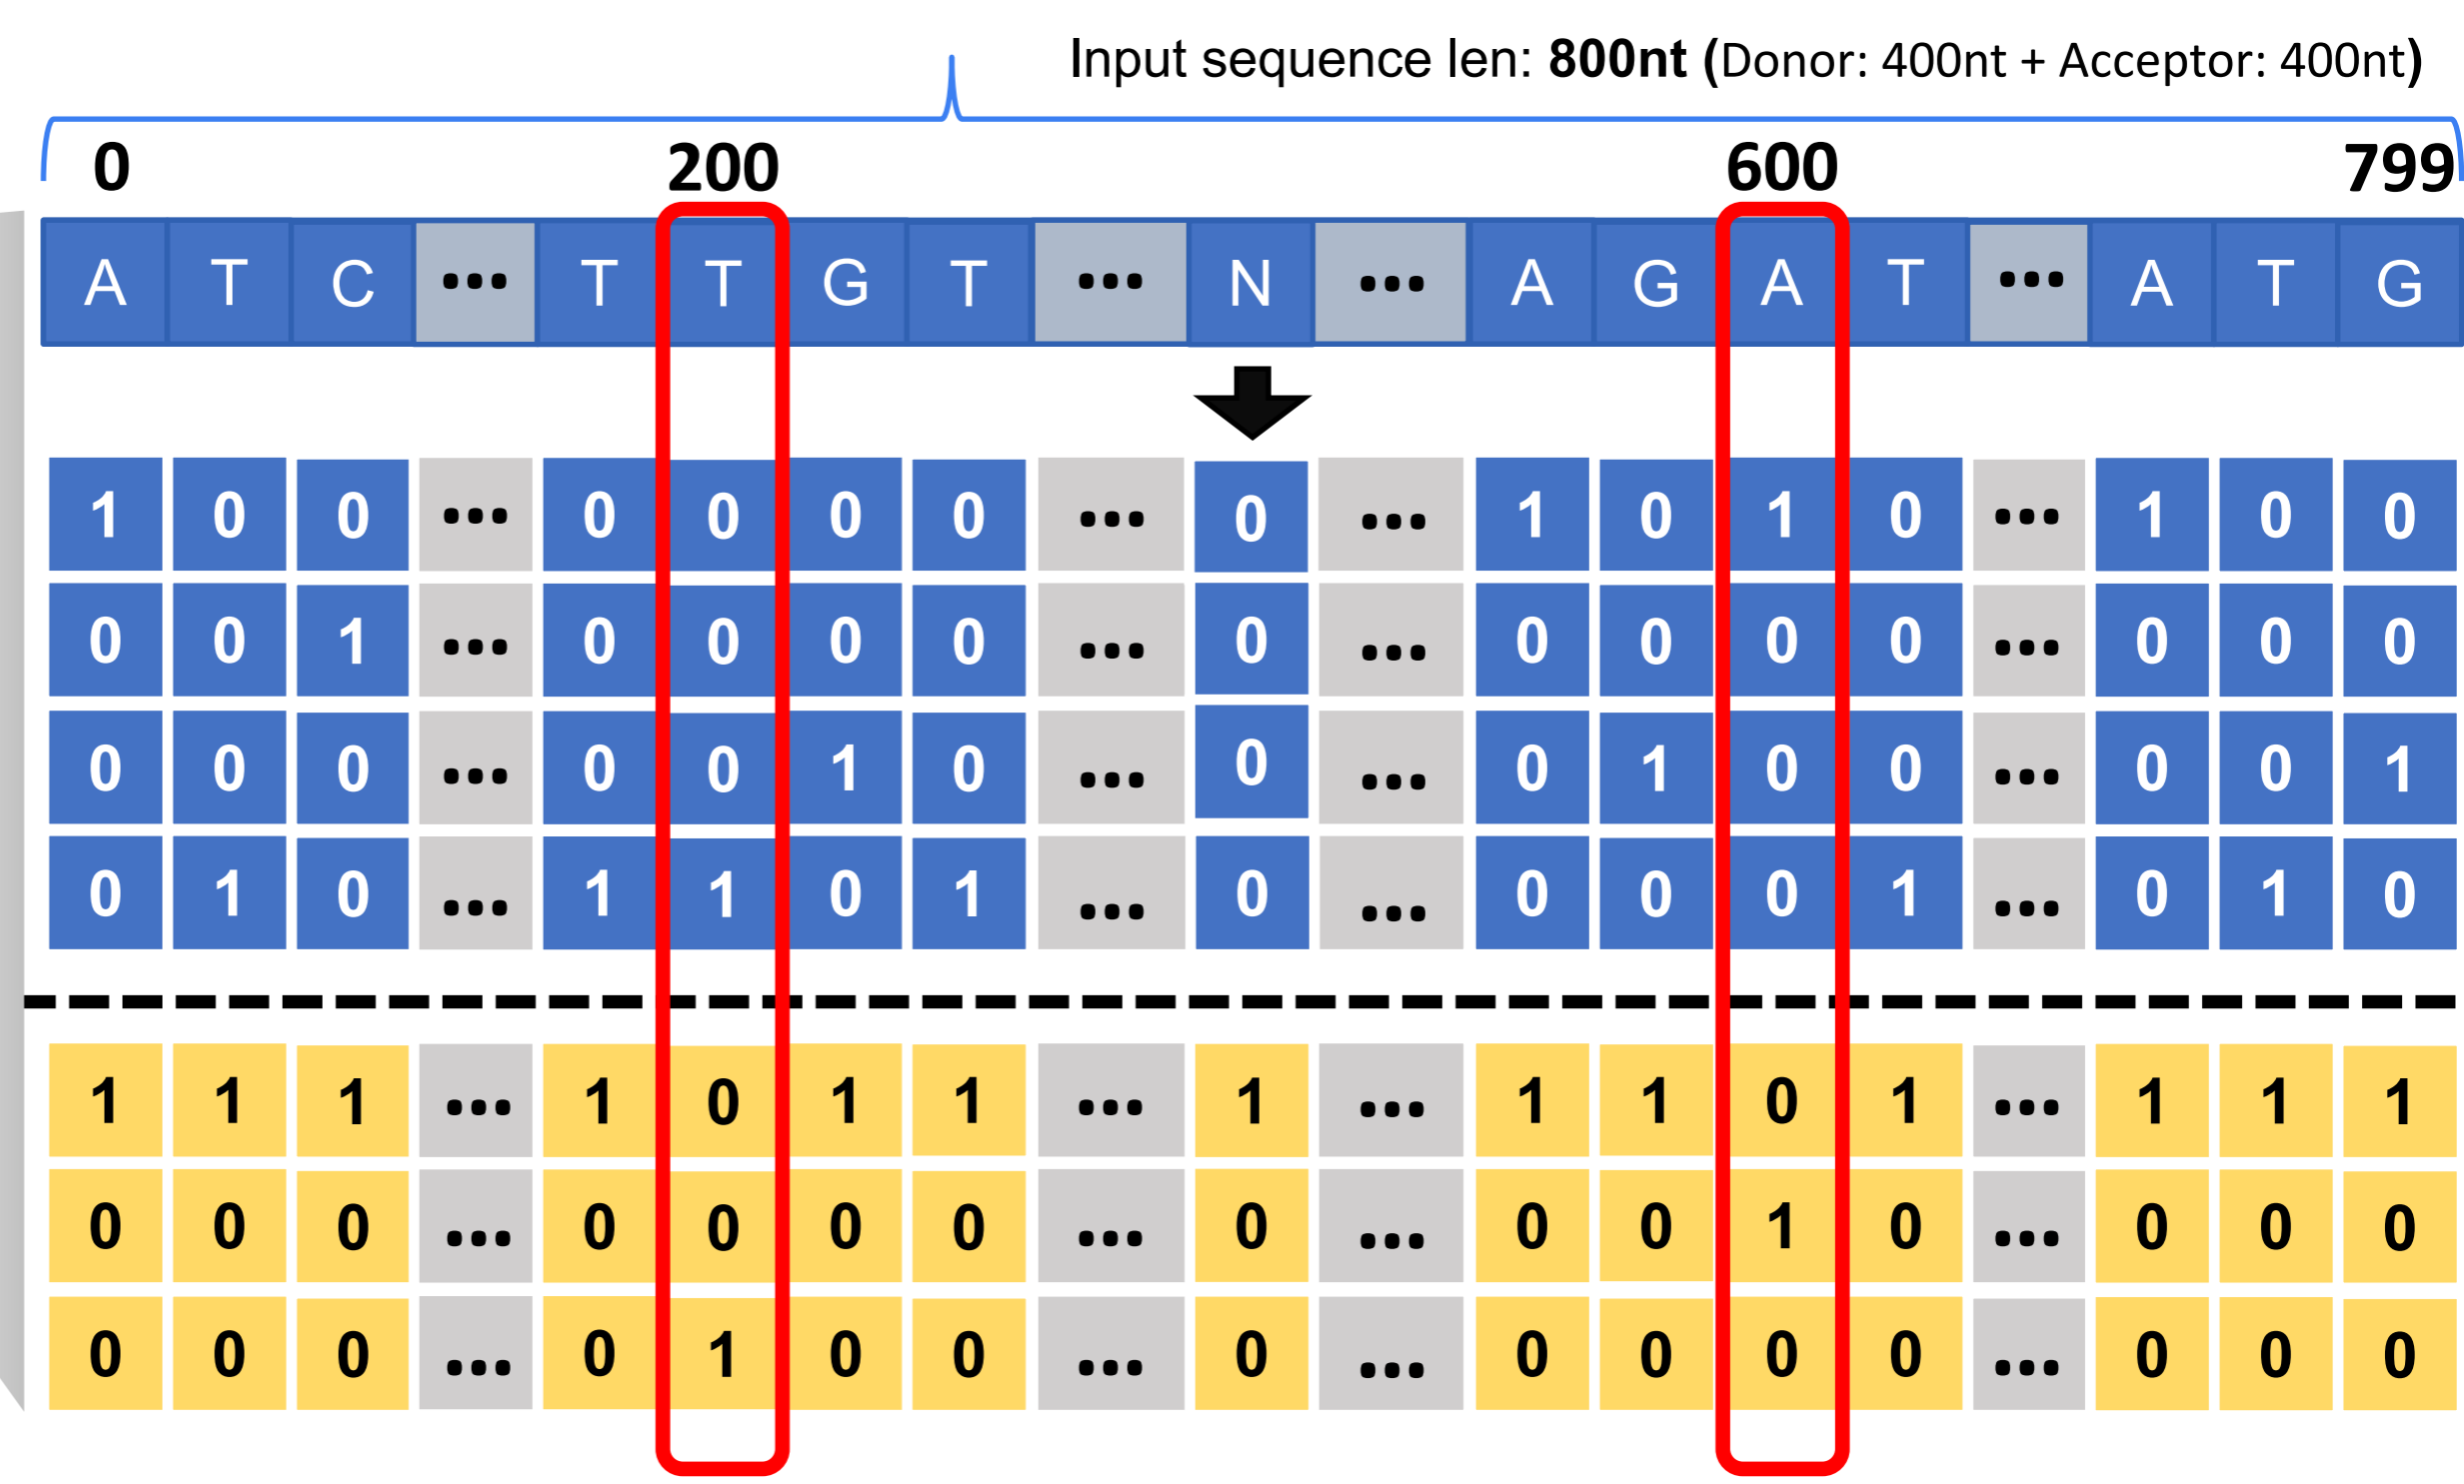 Input sequence len: 800nt (Donor: 400nt + Acceptor: 400nt)
0 200 600 799
A T C ... T T G T ... N ... A G A T ... A T G
1 0 0 ... 0 0 0 0 ... 0 ... 1 0 1 0 ... 1 0 0
0 0 1 ... 0 0 0 0 ... 0 ... 0 0 0 0 ... 0 0 0
0 0 0 ... 0 0 1 0 ... 0 ... 0 1 0 0 ... 0 0 1
0 1 0 ... 1 1 0 1 ... 0 ... 0 0 0 1 ... 0 1 0
1 1 1 ... 1 0 1 1 ... 1 ... 1 1 0 1 ... 1 1 1
0 0 0 ... 0 0 0 0 ... 0 ... 0 0 1 0 ... 0 0 0
0 0 0 ... 0 1 0 0 ... 0 ... 0 0 0 0 ... 0 0 0